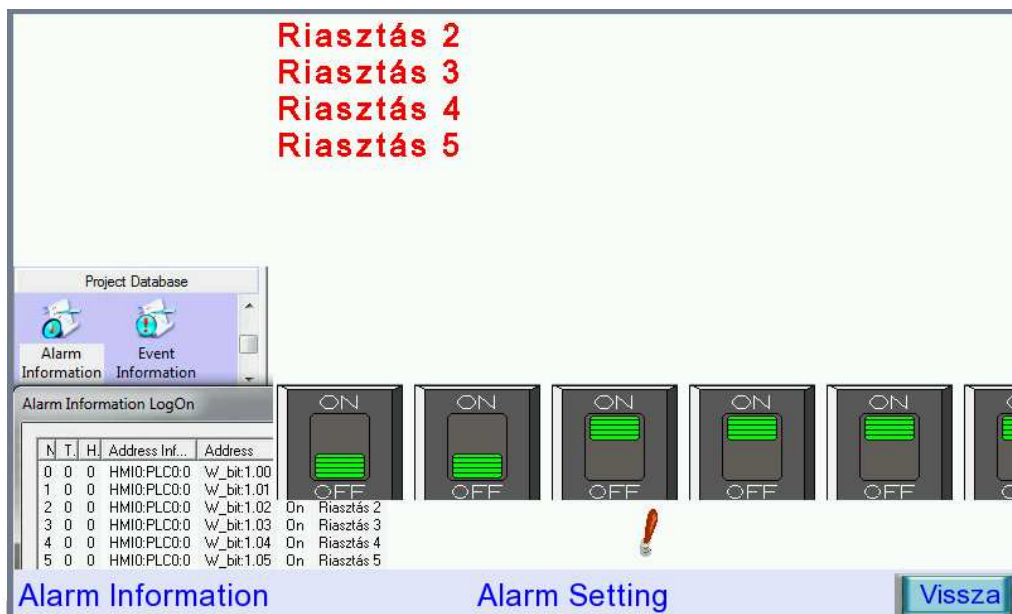 Riasztás 2
Riasztás 3
Riasztás 4
Riasztás 5
Project Database
Alarm Information
Event Information
Alarm Information LogOn
N T. H. Address Inf... Address
0 0 0 HMI0:PLC0:0 W_bit:1.00
1 0 0 HMI0:PLC0:0 W_bit:1.01
2 0 0 HMI0:PLC0:0 W_bit:1.02 On Riasztás 2
3 0 0 HMI0:PLC0:0 W_bit:1.03 On Riasztás 3
4 0 0 HMI0:PLC0:0 W_bit:1.04 On Riasztás 4
5 0 0 HMI0:PLC0:0 W_bit:1.05 On Riasztás 5
ON ON ON ON ON
OFF OFF OFF OFF OFF
Alarm Information Alarm Setting Vissza